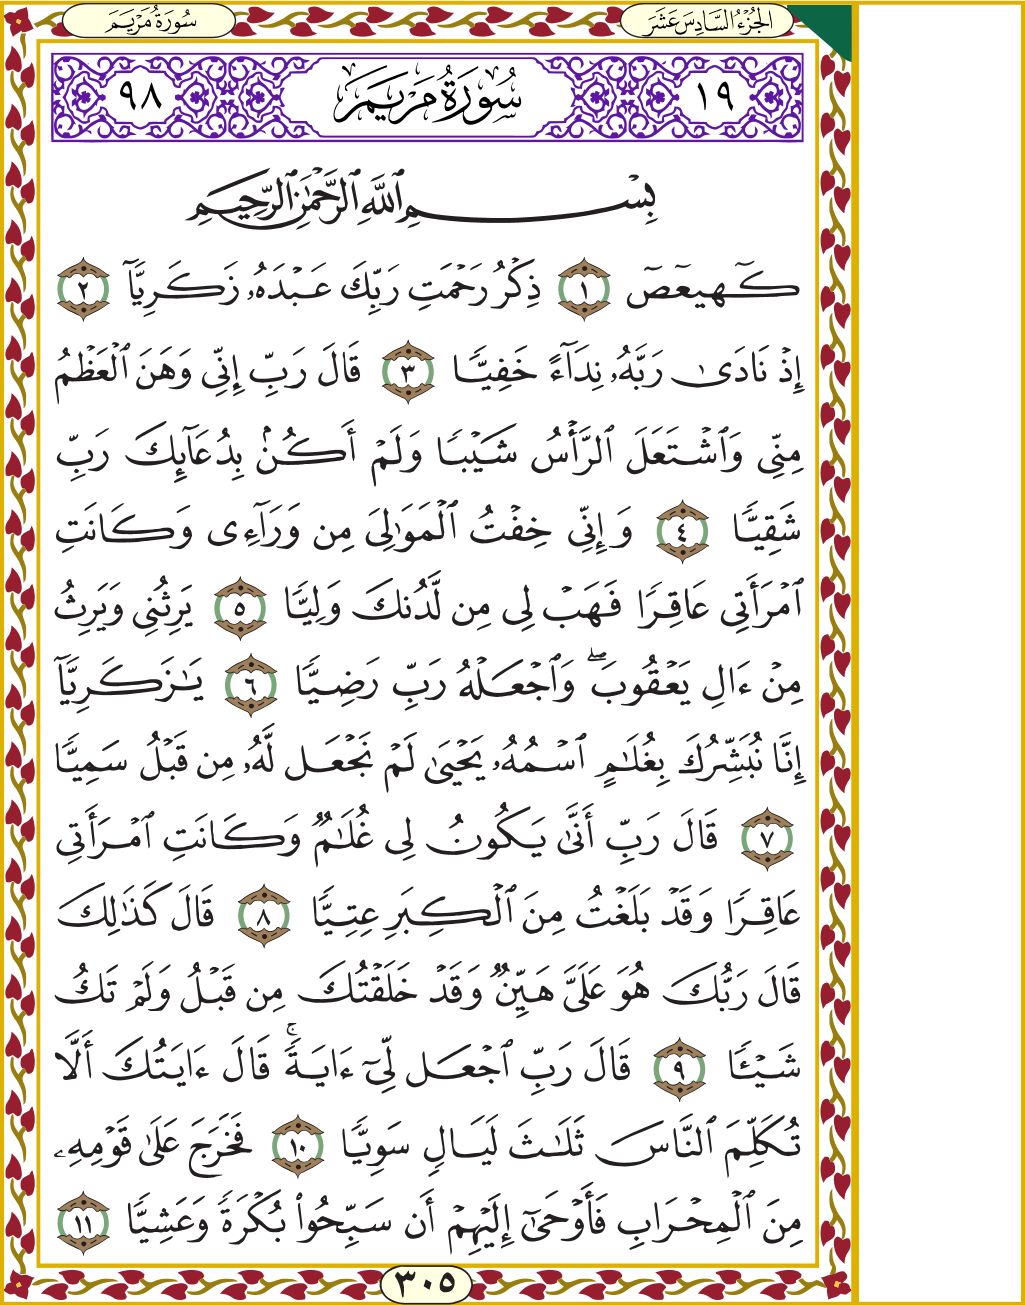 الجُزْءُ السَّادِسَ عَشَرَ
سُورَةُ مَرْيَم
١٩ سُورَةُ مَرْيَم ٩٨
بِسْمِ ٱللَّهِ ٱلرَّحْمَٰنِ ٱلرَّحِيمِ
كٓهيعٓصٓ ١ ذِكْرُ رَحْمَتِ رَبِّكَ عَبْدَهُۥ زَكَرِيَّآ ٢
إِذْ نَادَىٰ رَبَّهُۥ نِدَآءً خَفِيًّا ٣ قَالَ رَبِّ إِنِّى وَهَنَ ٱلْعَظْمُ
مِنِّى وَٱشْتَعَلَ ٱلرَّأْسُ شَيْبًا وَلَمْ أَكُنۢ بِدُعَآئِكَ رَبِّ
شَقِيًّا ٤ وَإِنِّى خِفْتُ ٱلْمَوَٰلِىَ مِن وَرَآءِى وَكَانَتِ
ٱمْرَأَتِى عَاقِرًا فَهَبْ لِى مِن لَّدُنكَ وَلِيًّا ٥ يَرِثُنِى وَيَرِثُ
مِنْ ءَالِ يَعْقُوبَ ۖ وَٱجْعَلْهُ رَبِّ رَضِيًّا ٦ يَٰزَكَرِيَّآ
إِنَّا نُبَشِّرُكَ بِغُلَٰمٍ ٱسْمُهُۥ يَحْيَىٰ لَمْ نَجْعَل لَّهُۥ مِن قَبْلُ سَمِيًّا
٧ قَالَ رَبِّ أَنَّىٰ يَكُونُ لِى غُلَٰمٌ وَكَانَتِ ٱمْرَأَتِى
عَاقِرًا وَقَدْ بَلَغْتُ مِنَ ٱلْكِبَرِ عِتِيًّا ٨ قَالَ كَذَٰلِكَ
قَالَ رَبُّكَ هُوَ عَلَىَّ هَيِّنٌ وَقَدْ خَلَقْتُكَ مِن قَبْلُ وَلَمْ تَكُ
شَيْـًٔا ٩ قَالَ رَبِّ ٱجْعَل لِّىٓ ءَايَةً ۚ قَالَ ءَايَتُكَ أَلَّا
تُكَلِّمَ ٱلنَّاسَ ثَلَٰثَ لَيَالٍ سَوِيًّا ١٠ فَخَرَجَ عَلَىٰ قَوْمِهِۦ
مِنَ ٱلْمِحْرَابِ فَأَوْحَىٰٓ إِلَيْهِمْ أَن سَبِّحُوا۟ بُكْرَةً وَعَشِيًّا ١١
٣٠٥